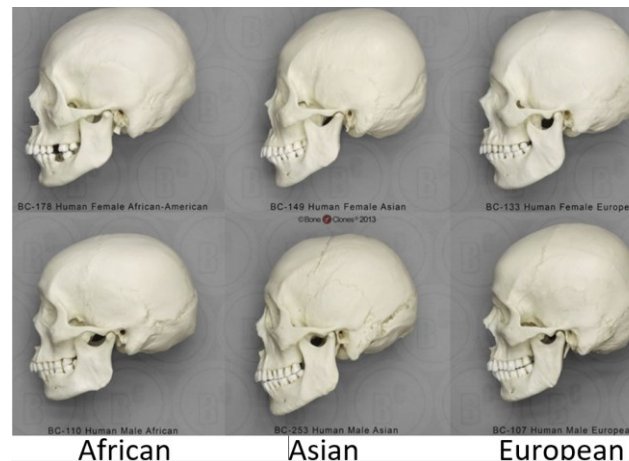 BC-178 Human Female African-American
BC-149 Human Female Asian
BC-133 Human Female Europe
©Bone Clones® 2013
BC-110 Human Male African
BC-253 Human Male Asian
BC-107 Human Male Europea
African
Asian
European